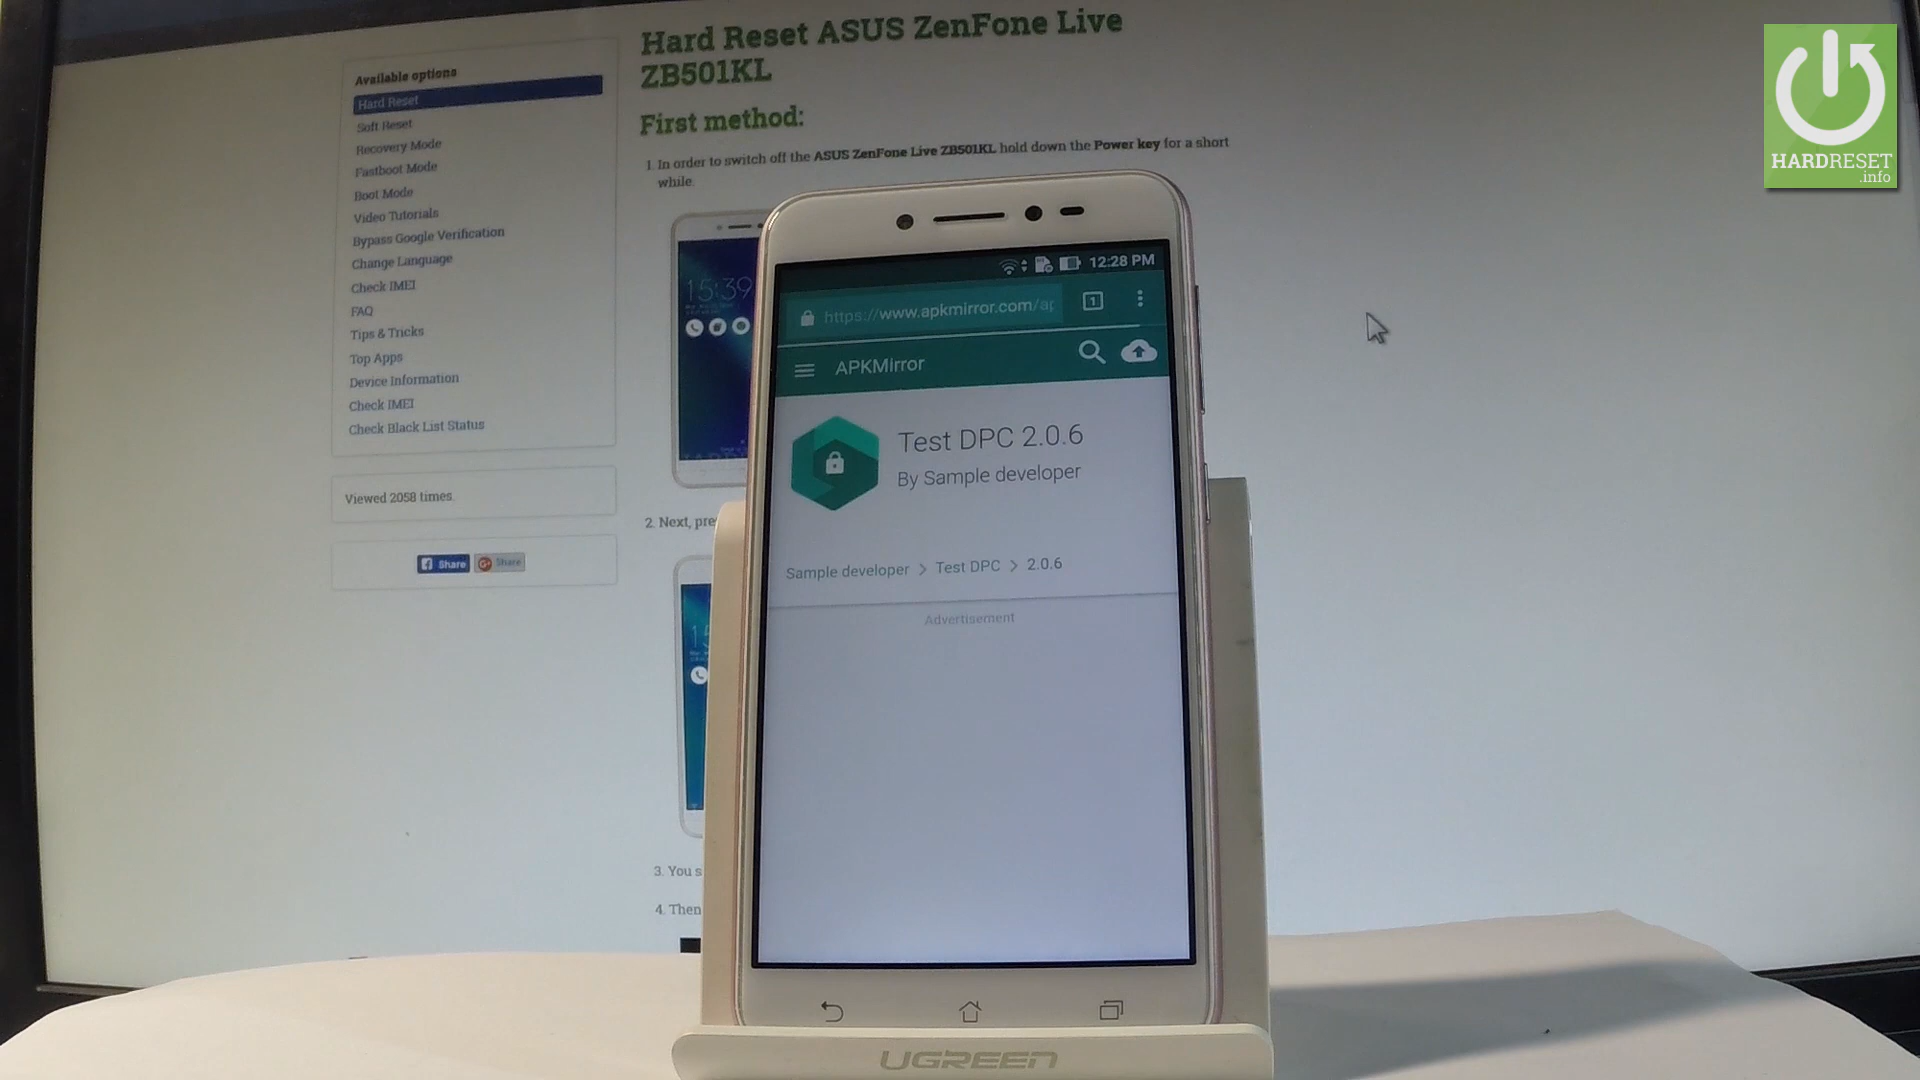 Hard Reset ASUS ZenFone Live
ZB501KL
First method:
1. In order to switch off the ASUS ZenFone Live ZB501KL hold down the Power key for a short
while.
2. Next, pre
3. You s
4. Then
Available options
Hard Reset
Soft Reset
Recovery Mode
Fastboot Mode
Boot Mode
Video Tutorials
Bypass Google Verification
Change Language
Check IMEI
FAQ
Tips & Tricks
Top Apps
Device Information
Check IMEI
Check Black List Status
Viewed 2058 times.
Share
Share
15:39
12:28 PM
https://www.apkmirror.com/ap
1
APKMirror
Test DPC 2.0.6
By Sample developer
Sample developer > Test DPC > 2.0.6
Advertisement
UGREEN
HARDRESET
.info